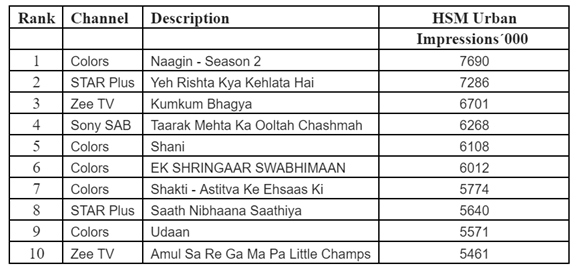 Rank Channel Description HSM Urban
Impressions´000
1 Colors Naagin - Season 2 7690
2 STAR Plus Yeh Rishta Kya Kehlata Hai 7286
3 Zee TV Kumkum Bhagya 6701
4 Sony SAB Taarak Mehta Ka Ooltah Chashmah 6268
5 Colors Shani 6108
6 Colors EK SHRINGAAR SWABHIMAAN 6012
7 Colors Shakti - Astitva Ke Ehsaas Ki 5774
8 STAR Plus Saath Nibhaana Saathiya 5640
9 Colors Udaan 5571
10 Zee TV Amul Sa Re Ga Ma Pa Little Champs 5461